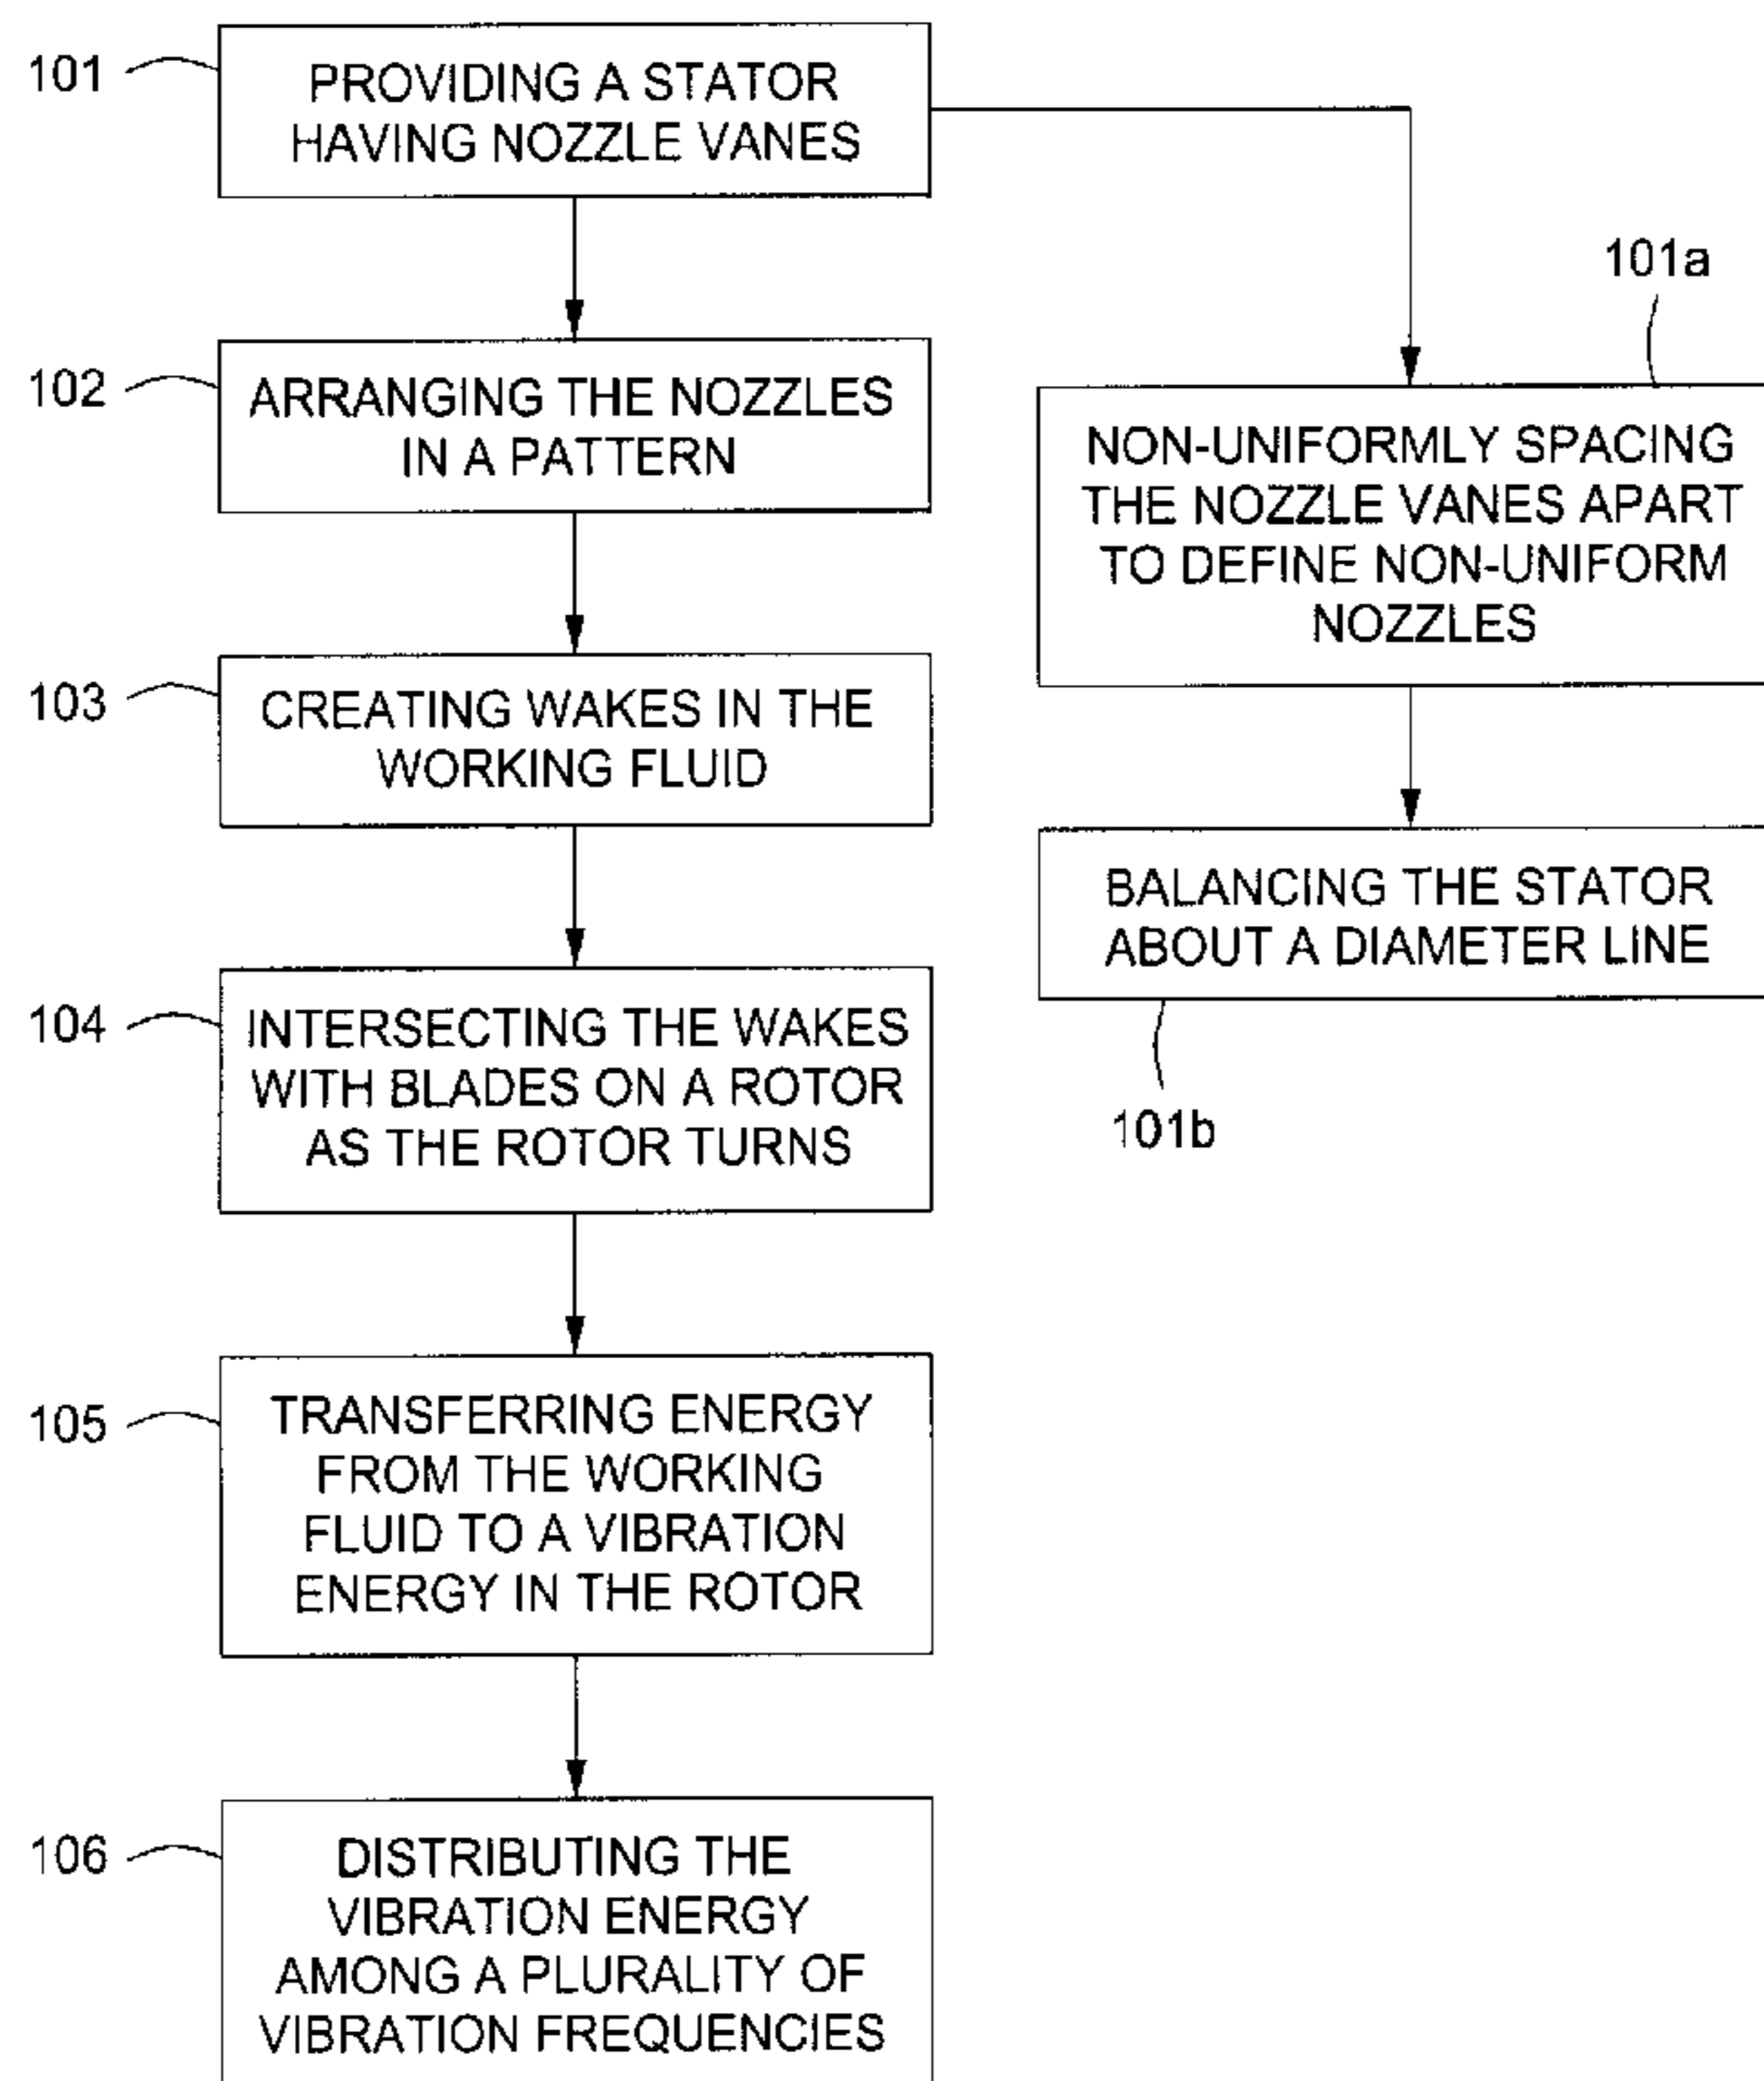 101
PROVIDING A STATOR
HAVING NOZZLE VANES
102
ARRANGING THE NOZZLES
IN A PATTERN
103
CREATING WAKES IN THE
WORKING FLUID
104
INTERSECTING THE WAKES
WITH BLADES ON A ROTOR
AS THE ROTOR TURNS
105
TRANSFERRING ENERGY
FROM THE WORKING
FLUID TO A VIBRATION
ENERGY IN THE ROTOR
106
DISTRIBUTING THE
VIBRATION ENERGY
AMONG A PLURALITY OF
VIBRATION FREQUENCIES
101a
NON-UNIFORMLY SPACING
THE NOZZLE VANES APART
TO DEFINE NON-UNIFORM
NOZZLES
BALANCING THE STATOR
ABOUT A DIAMETER LINE
101b